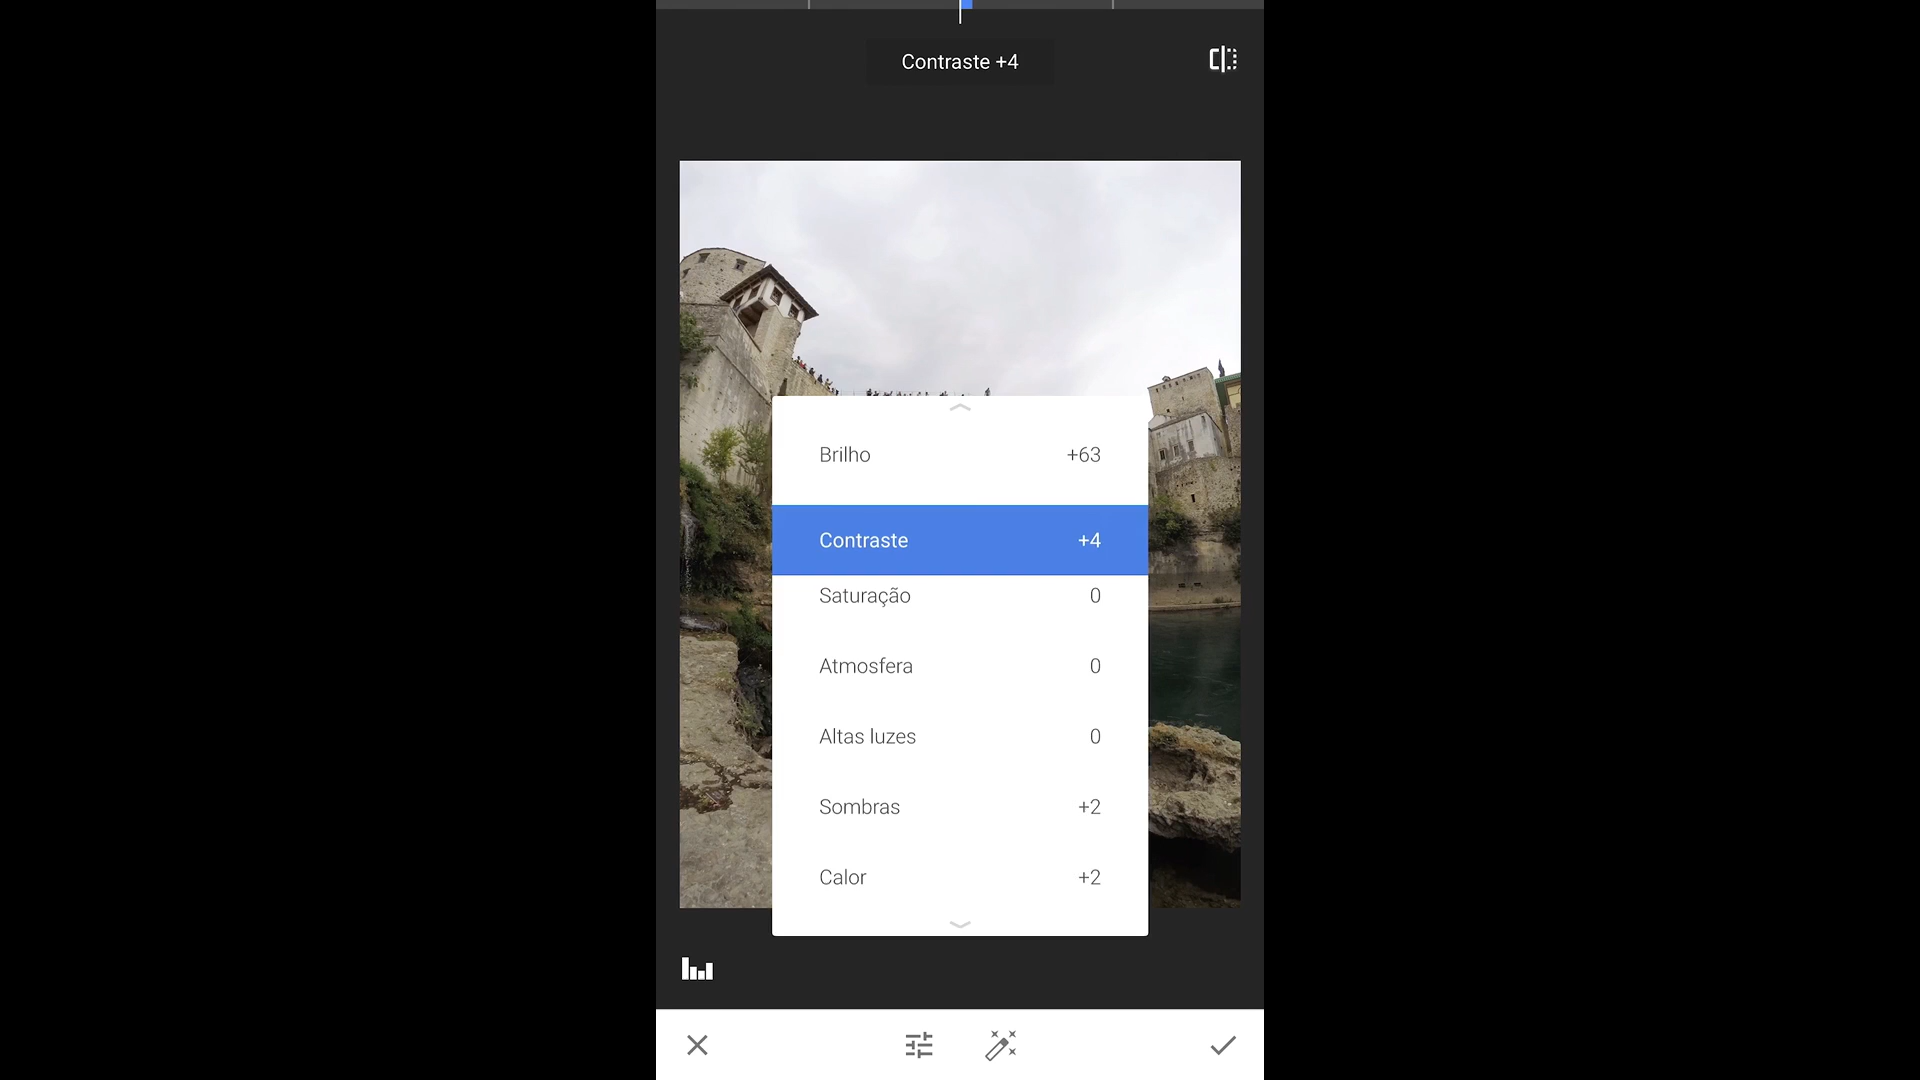 Contraste +4
Brilho +63
Contraste +4
Saturação 0
Atmosfera 0
Altas luzes 0
Sombras +2
Calor +2